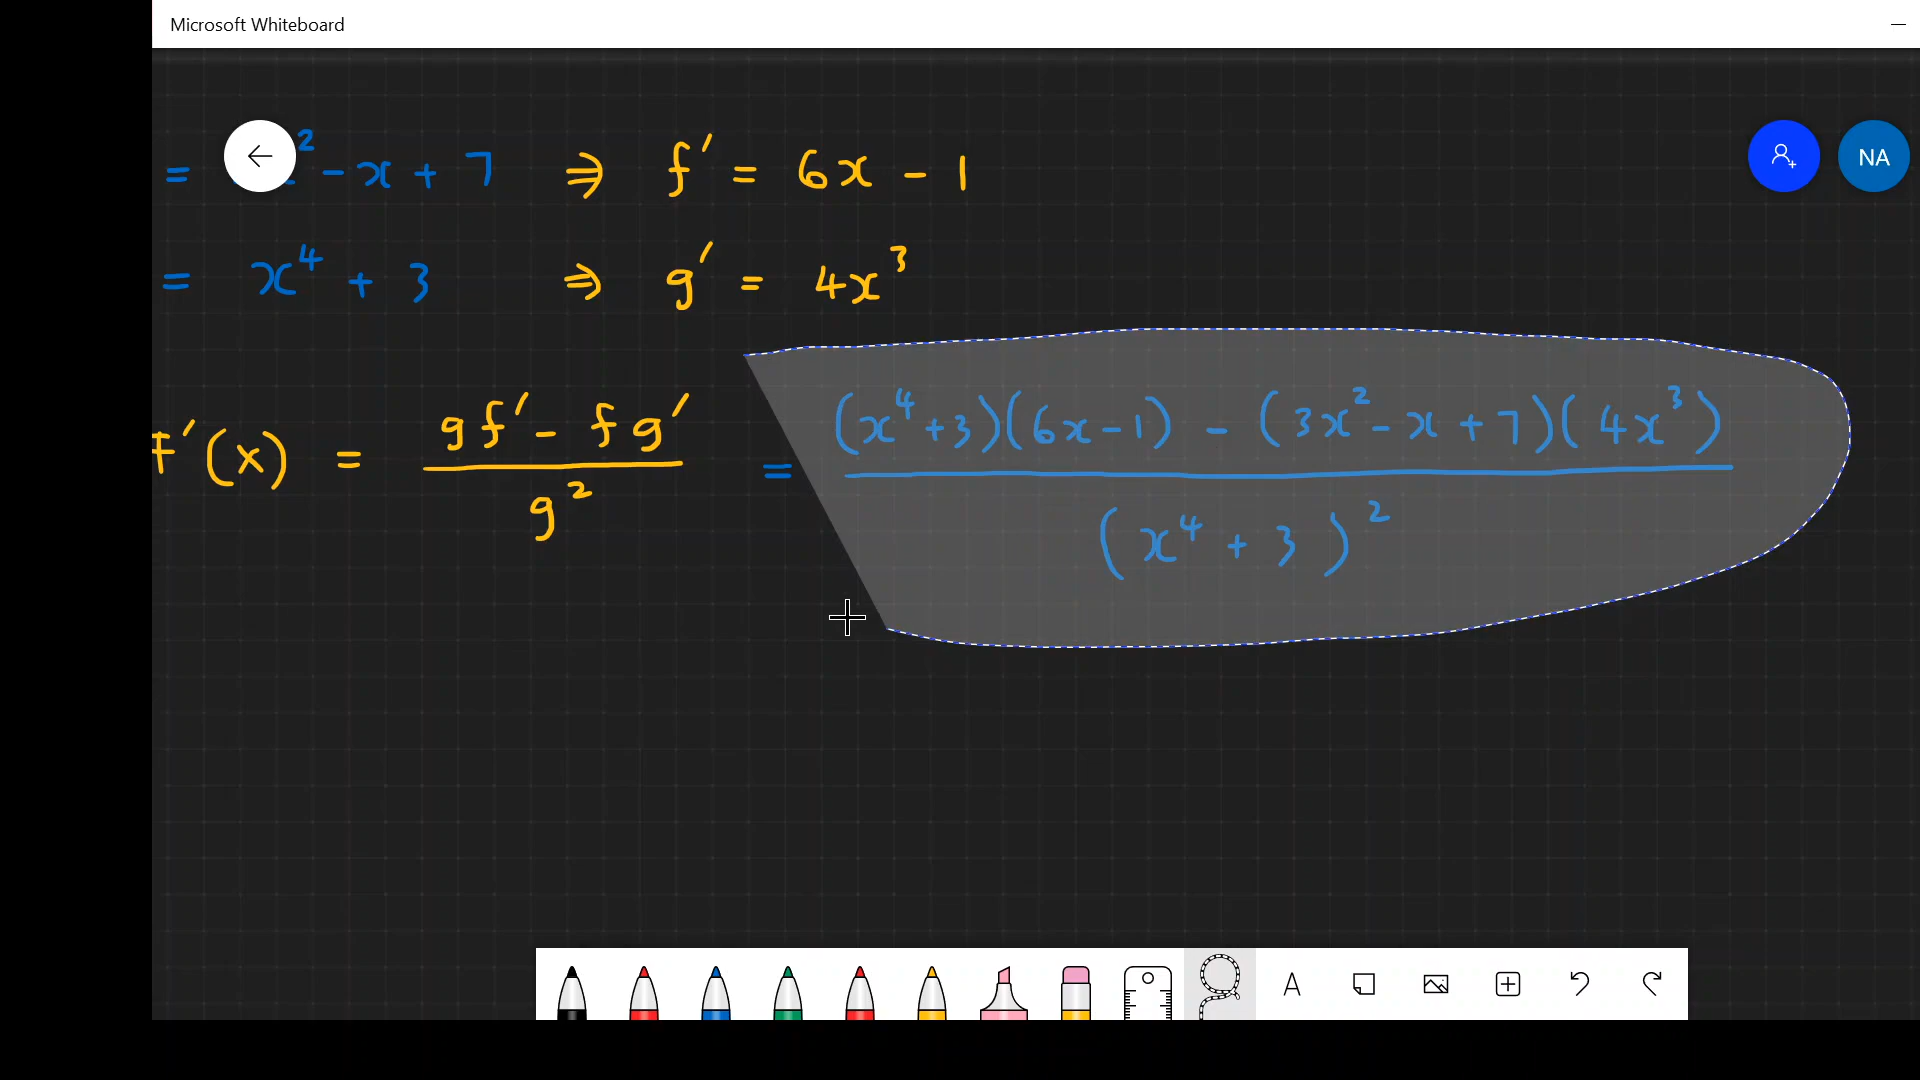 Microsoft Whiteboard
= ² - x + 7 ⇒ f' = 6x - 1
= x⁴ + 3 ⇒ g' = 4x³
f'(x) = (gf' - fg')/g² = ((x⁴+3)(6x-1) - (3x²-x+7)(4x³))/(x⁴+3)²
NA